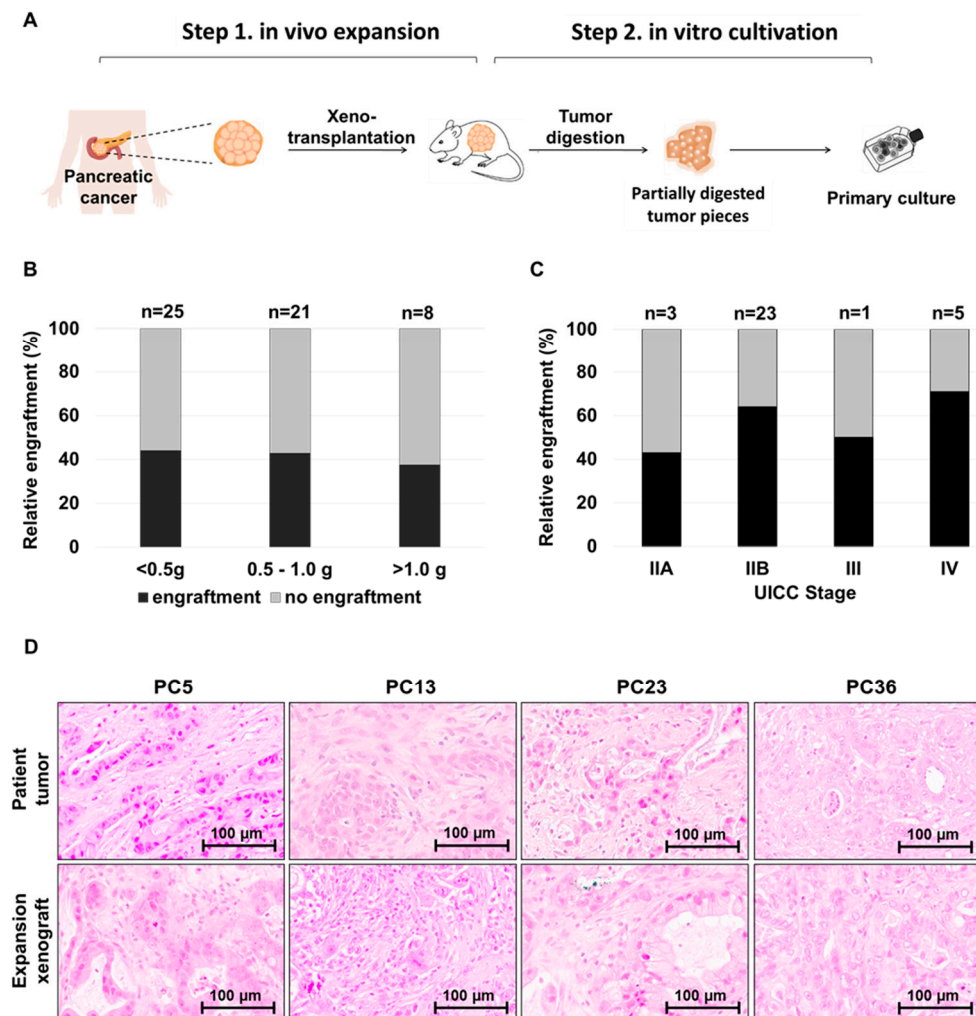 A
Step 1. in vivo expansion
Step 2. in vitro cultivation
Pancreatic
cancer
Xeno-
transplantation
Tumor
digestion
Partially digested
tumor pieces
Primary culture
B
n=25 n=21 n=8
Relative engraftment (%)
100
80
60
40
20
0
<0.5g 0.5 - 1.0 g >1.0 g
engraftment no engraftment
C
n=3 n=23 n=1 n=5
Relative engraftment (%)
100
80
60
40
20
0
IIA IIB III IV
UICC Stage
D
PC5 PC13 PC23 PC36
Patient
tumor
100 µm 100 µm 100 µm 100 µm
Expansion
xenograft
100 µm 100 µm 100 µm 100 µm